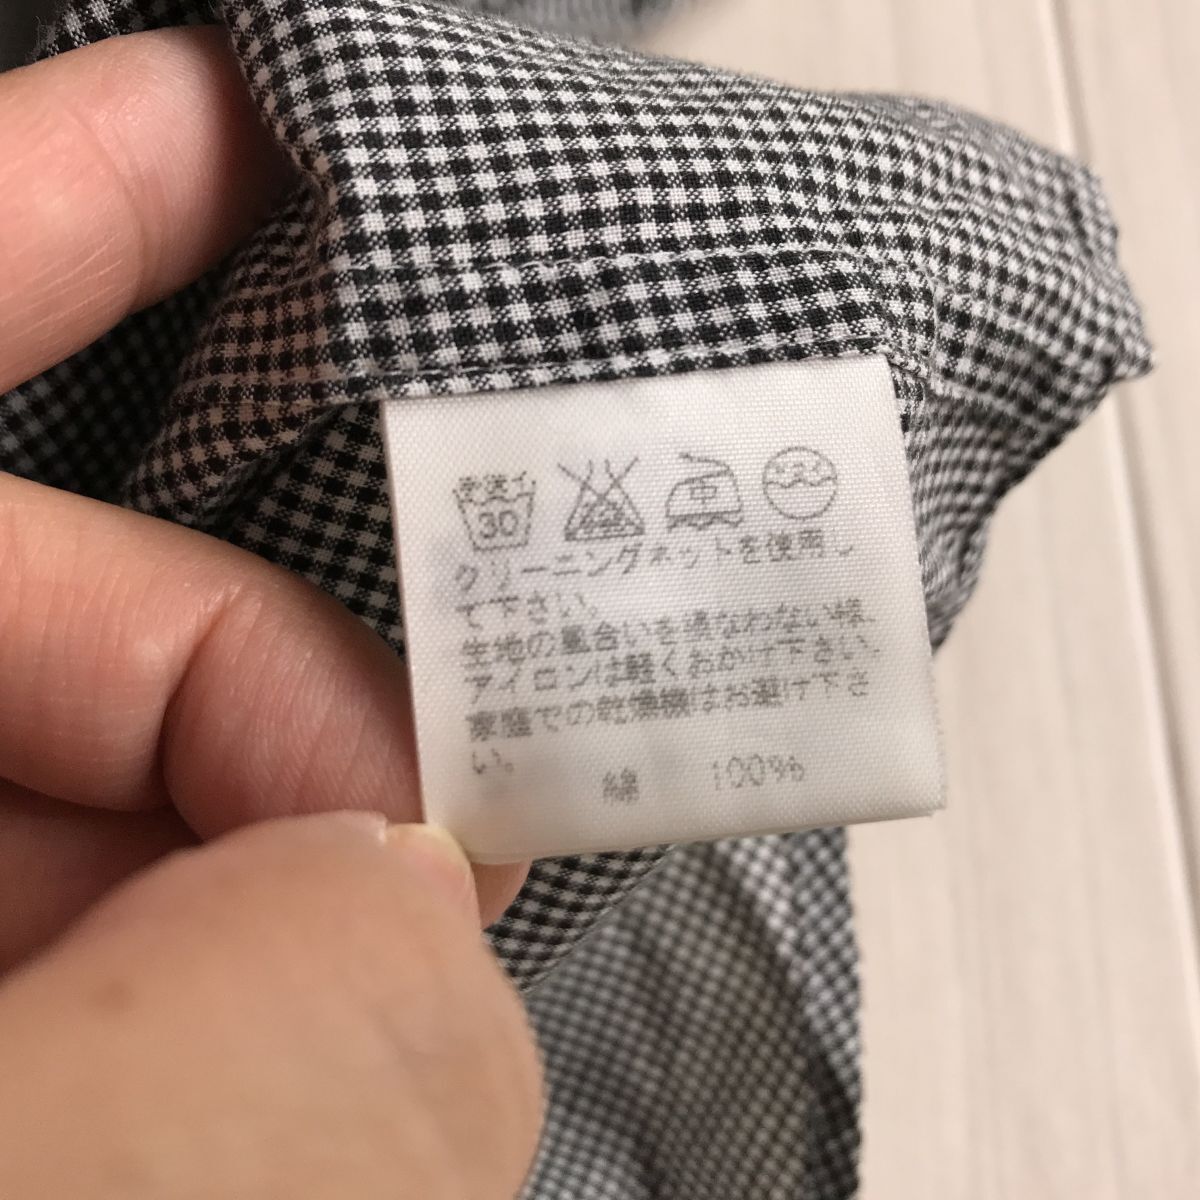 30 中
クリーニングネットを使用し
て下さい。
生地の風合いを損なわない様、
アイロンは軽くおかけ下さい。
家庭での乾燥機はお避け下さ
い。
綿 100%